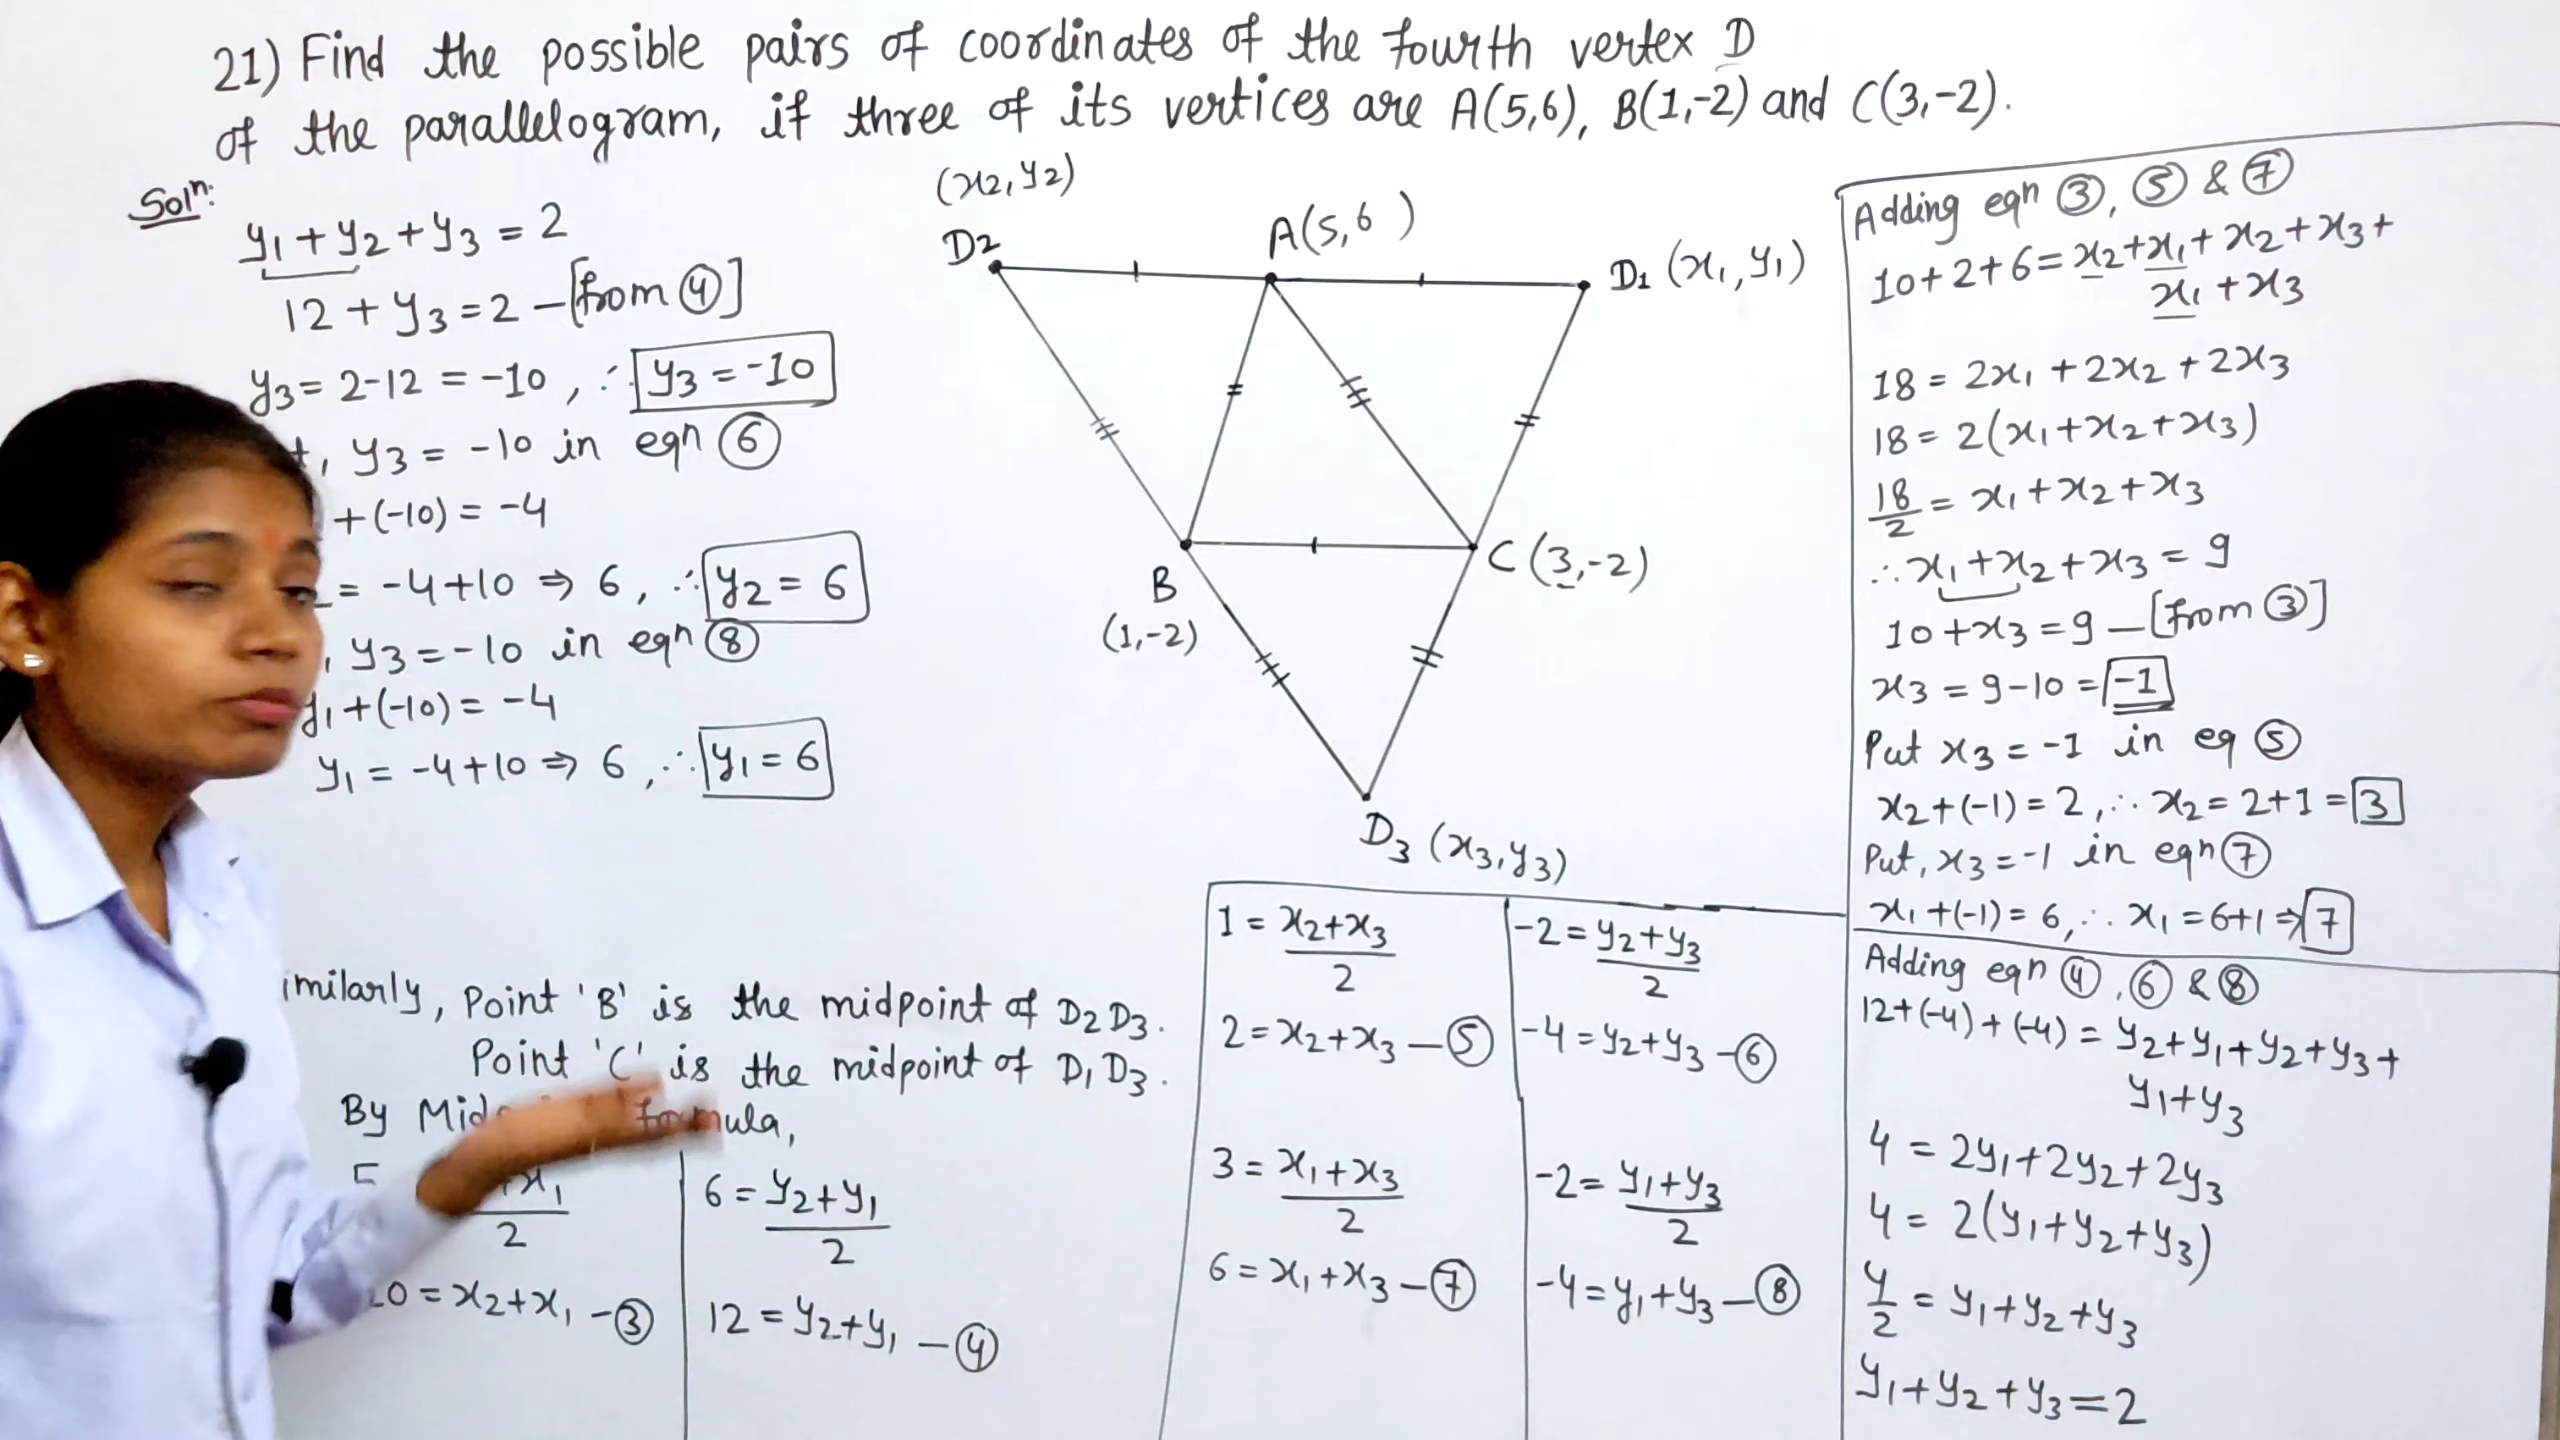 21) Find the possible pairs of coordinates of the fourth vertex D
of the parallelogram, if three of its vertices are A(5,6), B(1,-2) and C(3,-2).
Solⁿ:
y₁+y₂+y₃ = 2
12+y₃=2 –[from ④]
y₃= 2-12 = -10 , ∴ y₃ = -10
, y₃ = -10 in eqn ⑥
+(-10) = -4
= -4+10 ⇒ 6, ∴ y₂ = 6
, y₃ = -10 in eqn ⑧
y₁+(-10) = -4
y₁ = -4+10 ⇒ 6, ∴ y₁ = 6
(x₂,y₂)
D₂
A(5,6 )
D₁ (x₁,y₁)
B
(1,-2)
C (3,-2)
D₃ (x₃,y₃)
imilarly, Point 'B' is the midpoint of D₂D₃.
Point 'C' is the midpoint of D₁D₃.
By formula,
x₁
2
0 = x₂+x₁ –③
6 = y₂+y₁
2
12 = y₂+y₁ –④
1 = x₂+x₃
2
2 = x₂+x₃ –⑤
3 = x₁+x₃
2
6 = x₁+x₃ –⑦
-2 = y₂+y₃
2
-4 = y₂+y₃ –⑥
-2 = y₁+y₃
2
-4 = y₁+y₃ –⑧
Adding eqn ③, ⑤ & ⑦
10+2+6 = x₂+x₁+x₂+x₃+
x₁+x₃
18 = 2x₁+2x₂+2x₃
18 = 2(x₁+x₂+x₃)
18/2 = x₁+x₂+x₃
∴ x₁+x₂+x₃ = 9
10+x₃ = 9 –[from ③]
x₃ = 9-10 = -1
Put x₃ = -1 in eq ⑤
x₂+(-1) = 2, ∴ x₂ = 2+1 = 3
Put, x₃ = -1 in eqn ⑦
x₁+(-1) = 6, ∴ x₁ = 6+1 ⇒ 7
Adding eqn ④, ⑥ & ⑧
12+(-4)+(-4) = y₂+y₁+y₂+y₃+
y₁+y₃
4 = 2y₁+2y₂+2y₃
4 = 2(y₁+y₂+y₃)
4/2 = y₁+y₂+y₃
y₁+y₂+y₃ = 2